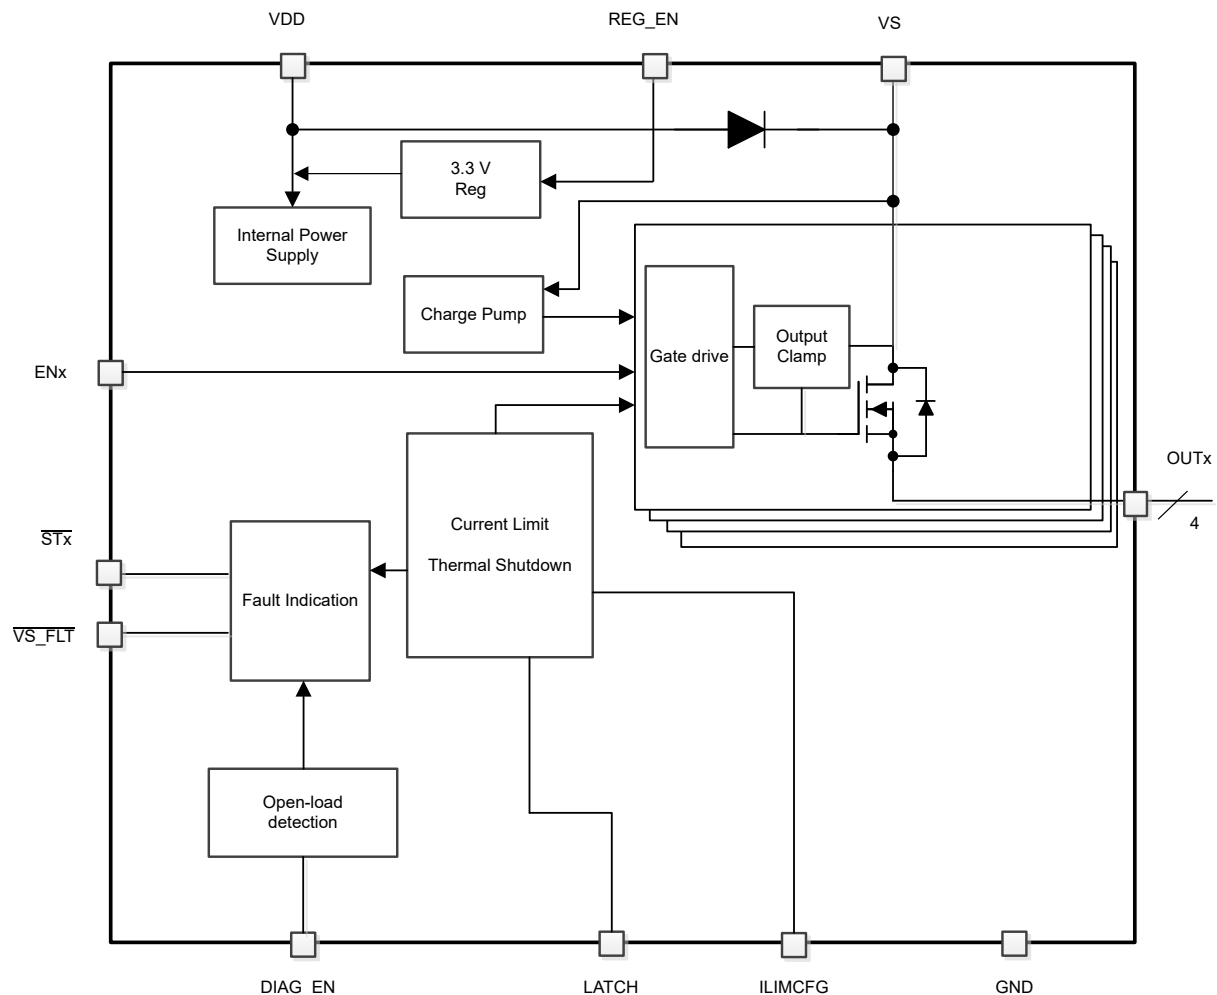 VDD
REG_EN
VS
3.3 V
Reg
Internal Power
Supply
Charge Pump
Gate drive
Output
Clamp
ENx
OUTx
4
Current Limit
Thermal Shutdown
STx
Fault Indication
VS_FLT
Open-load
detection
DIAG_EN
LATCH
ILIMCFG
GND